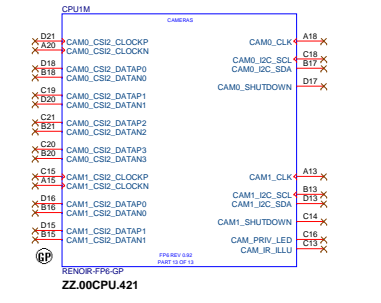 CPU1M
CAMERAS
D21 CAM0_CSI2_CLOCKP CAM0_CLK A18
A20 CAM0_CSI2_CLOCKN
CAM0_I2C_SCL C18
D18 CAM0_CSI2_DATAP0 CAM0_I2C_SDA B17
B18 CAM0_CSI2_DATAN0
CAM0_SHUTDOWN D17
C19 CAM0_CSI2_DATAP1
D20 CAM0_CSI2_DATAN1
C21 CAM0_CSI2_DATAP2
B21 CAM0_CSI2_DATAN2
C20 CAM0_CSI2_DATAP3
B20 CAM0_CSI2_DATAN3
C15 CAM1_CSI2_CLOCKP CAM1_CLK A13
A15 CAM1_CSI2_CLOCKN
CAM1_I2C_SCL B13
D16 CAM1_CSI2_DATAP0 CAM1_I2C_SDA D13
B16 CAM1_CSI2_DATAN0
CAM1_SHUTDOWN C14
D15 CAM1_CSI2_DATAP1
B15 CAM1_CSI2_DATAN1 CAM_PRIV_LED C16
CAM_IR_ILLU C13
GP
FP6 REV 0.92
PART 13 OF 13
RENOIR-FP6-GP
ZZ.00CPU.421